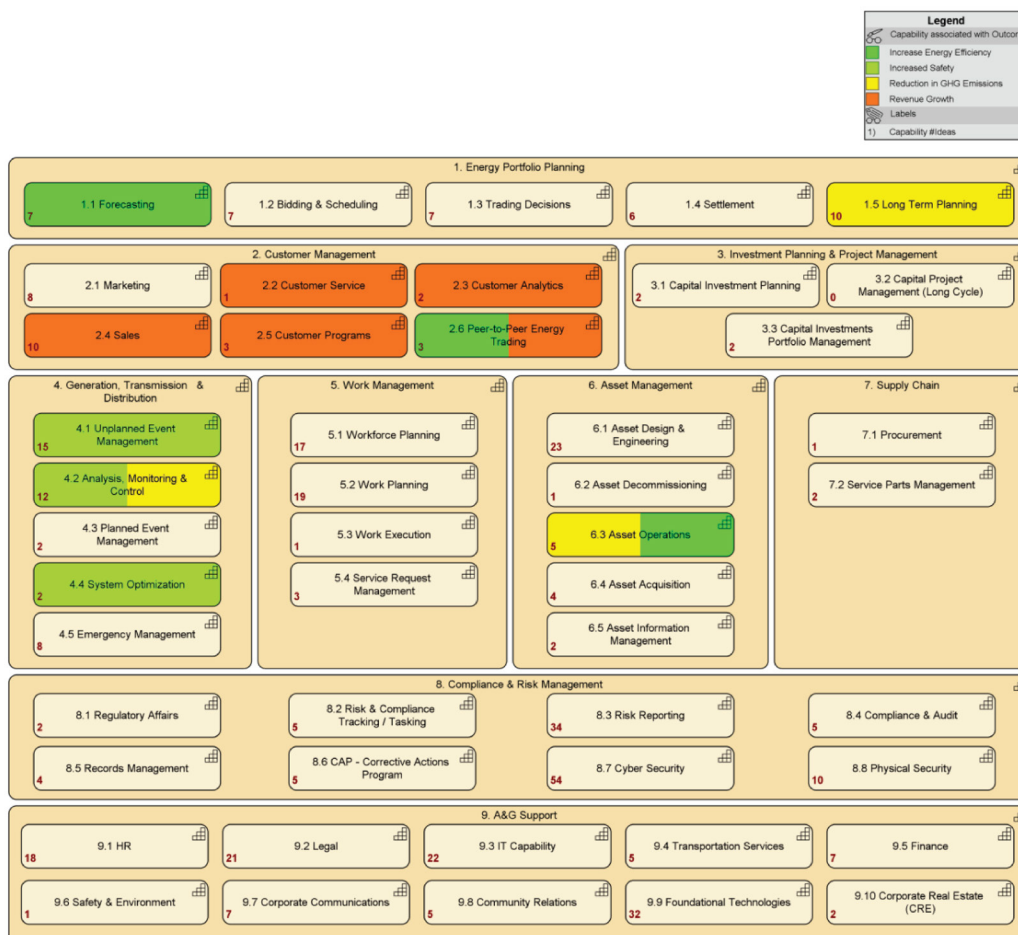 Legend
Capability associated with Outcom
Increase Energy Efficiency
Increased Safety
Reduction in GHG Emissions
Revenue Growth
Labels
1) Capability #Ideas
1. Energy Portfolio Planning
1.1 Forecasting
7
1.2 Bidding & Scheduling
7
1.3 Trading Decisions
7
1.4 Settlement
6
1.5 Long Term Planning
10
2. Customer Management
2.1 Marketing
8
2.2 Customer Service
1
2.3 Customer Analytics
2
2.4 Sales
10
2.5 Customer Programs
3
2.6 Peer-to-Peer Energy
Trading
3
3. Investment Planning & Project Management
3.1 Capital Investment Planning
2
3.2 Capital Project
Management (Long Cycle)
0
3.3 Capital Investments
Portfolio Management
2
4. Generation, Transmission &
Distribution
4.1 Unplanned Event
Management
15
4.2 Analysis, Monitoring &
Control
12
4.3 Planned Event
Management
2
4.4 System Optimization
2
4.5 Emergency Management
8
5. Work Management
5.1 Workforce Planning
17
5.2 Work Planning
19
5.3 Work Execution
1
5.4 Service Request
Management
3
6. Asset Management
6.1 Asset Design &
Engineering
23
6.2 Asset Decommissioning
1
6.3 Asset Operations
5
6.4 Asset Acquisition
4
6.5 Asset Information
Management
2
7. Supply Chain
7.1 Procurement
1
7.2 Service Parts Management
2
8. Compliance & Risk Management
8.1 Regulatory Affairs
2
8.2 Risk & Compliance
Tracking / Tasking
5
8.3 Risk Reporting
34
8.4 Compliance & Audit
5
8.5 Records Management
4
8.6 CAP - Corrective Actions
Program
5
8.7 Cyber Security
54
8.8 Physical Security
10
9. A&G Support
9.1 HR
18
9.2 Legal
21
9.3 IT Capability
22
9.4 Transportation Services
5
9.5 Finance
7
9.6 Safety & Environment
1
9.7 Corporate Communications
7
9.8 Community Relations
5
9.9 Foundational Technologies
32
9.10 Corporate Real Estate
(CRE)
2